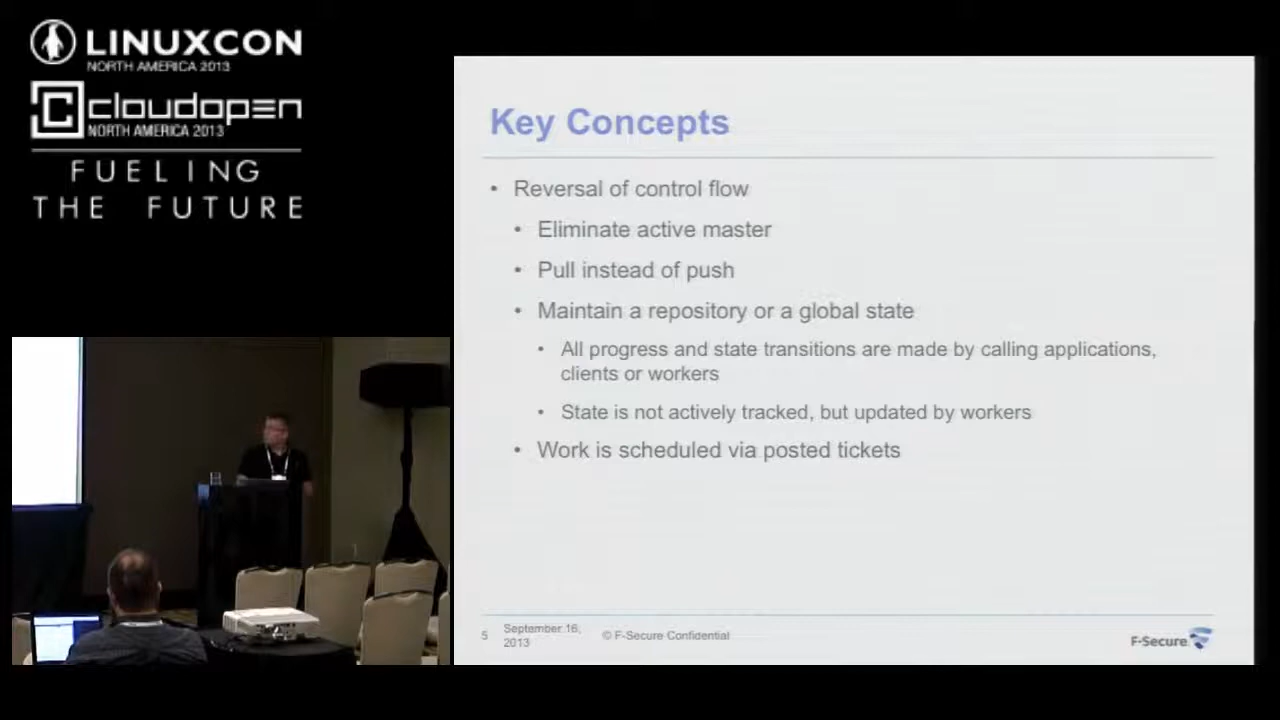 LINUXCON
NORTH AMERICA 2013
cloudopen
NORTH AMERICA 2013
FUELING
THE FUTURE
Key Concepts
• Reversal of control flow
• Eliminate active master
• Pull instead of push
• Maintain a repository or a global state
• All progress and state transitions are made by calling applications,
clients or workers
• State is not actively tracked, but updated by workers
• Work is scheduled via posted tickets
5
September 16,
2013
© F-Secure Confidential
F-Secure